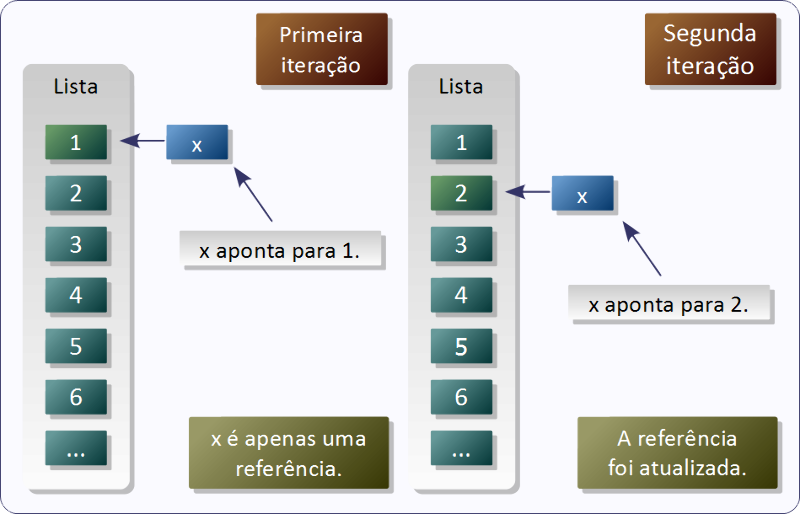 Primeira
iteração
Lista
1
x
2
3
x aponta para 1.
4
5
6
...
x é apenas uma
referência.
Segunda
iteração
Lista
1
2
x
3
4
x aponta para 2.
5
6
...
A referência
foi atualizada.